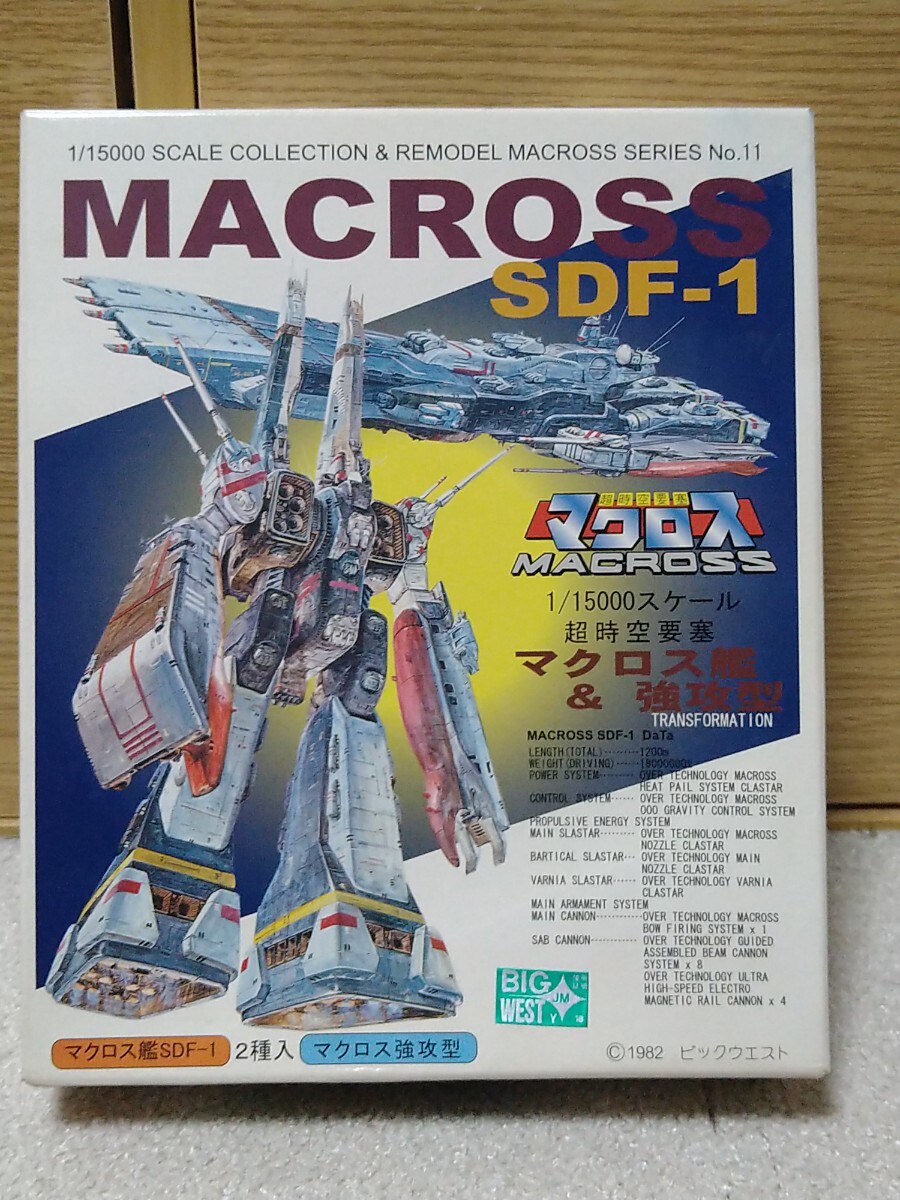 1/15000 SCALE COLLECTION & REMODEL MACROSS SERIES No.11
MACROSS
SDF-1
超時空要塞
マクロス
MACROSS
1/15000スケール
超時空要塞
マクロス艦
& 強攻型
TRANSFORMATION
MACROSS SDF-1 DaTa
LENGTH(TOTAL)………1200m
WEIGHT(DRIVING)……18000000t
POWER SYSTEM……… OVER TECHNOLOGY MACROSS
HEAT PAIL SYSTEM CLASTAR
CONTROL SYSTEM…… OVER TECHNOLOGY MACROSS
ODO GRAVITY CONTROL SYSTEM
PROPULSIVE ENERGY SYSTEM
MAIN SLASTAR……… OVER TECHNOLOGY MACROSS
NOZZLE CLASTAR
BARTICAL SLASTAR… OVER TECHNOLOGY MAIN
NOZZLE CLASTAR
VARNIA SLASTAR…… OVER TECHNOLOGY VARNIA
CLASTAR
MAIN ARMAMENT SYSTEM
MAIN CANNON…………OVER TECHNOLOGY MACROSS
BOW FIRING SYSTEM x 1
SAB CANNON………… OVER TECHNOLOGY GUIDED
ASSEMBLED BEAM CANNON
SYSTEM x 8
OVER TECHNOLOGY ULTRA
HIGH-SPEED ELECTRO
MAGNETIC RAIL CANNON x 4
BIG
WEST
JM
マクロス艦SDF-1 2種入 マクロス強攻型
©1982 ビックウエスト